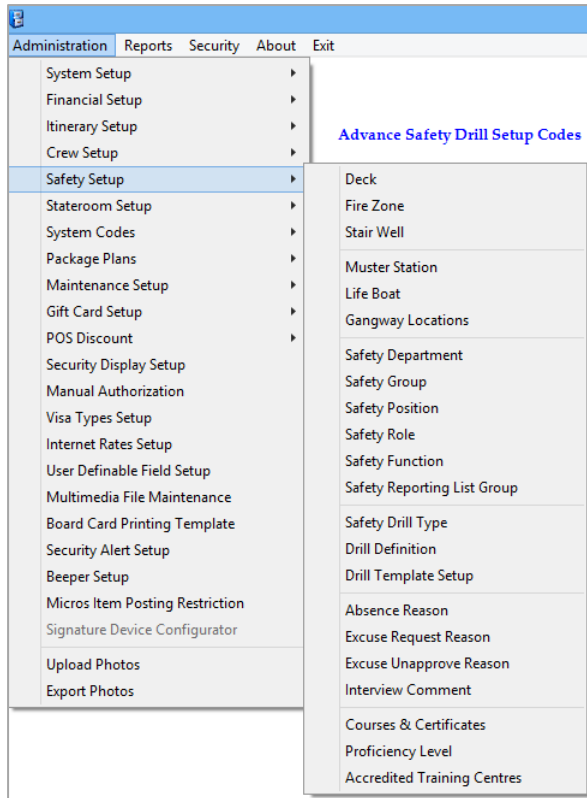 Administration Reports Security About Exit
System Setup
Financial Setup
Itinerary Setup
Crew Setup
Safety Setup
Stateroom Setup
System Codes
Package Plans
Maintenance Setup
Gift Card Setup
POS Discount
Security Display Setup
Manual Authorization
Visa Types Setup
Internet Rates Setup
User Definable Field Setup
Multimedia File Maintenance
Board Card Printing Template
Security Alert Setup
Beeper Setup
Micros Item Posting Restriction
Signature Device Configurator
Upload Photos
Export Photos
Advance Safety Drill Setup Codes
Deck
Fire Zone
Stair Well
Muster Station
Life Boat
Gangway Locations
Safety Department
Safety Group
Safety Position
Safety Role
Safety Function
Safety Reporting List Group
Safety Drill Type
Drill Definition
Drill Template Setup
Absence Reason
Excuse Request Reason
Excuse Unapprove Reason
Interview Comment
Courses & Certificates
Proficiency Level
Accredited Training Centres